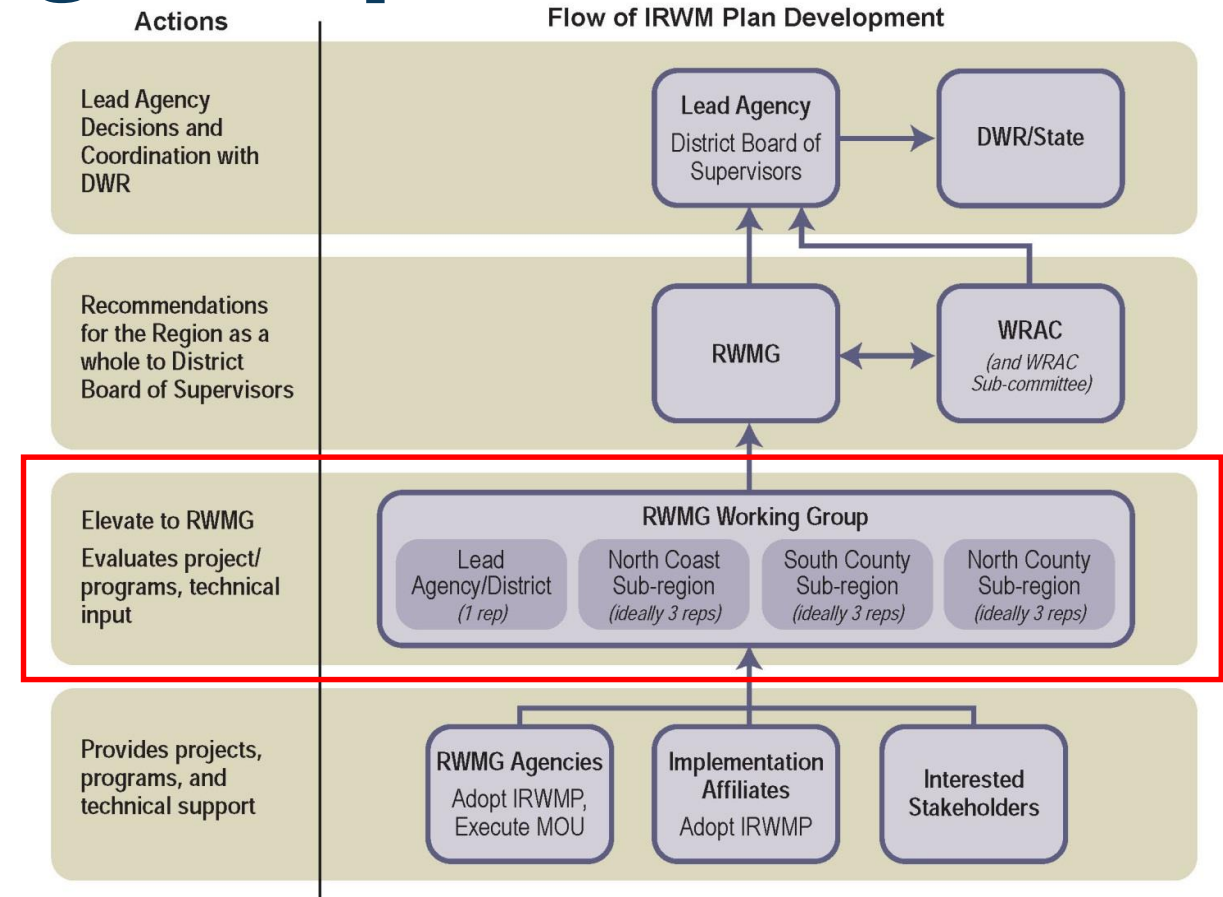 Actions
Flow of IRWM Plan Development
Lead Agency
Decisions and
Coordination with
DWR
Lead Agency
District Board of
Supervisors
DWR/State
Recommendations
for the Region as a
whole to District
Board of Supervisors
RWMG
WRAC
(and WRAC
Sub-committee)
Elevate to RWMG
Evaluates project/
programs, technical
input
RWMG Working Group
Lead
Agency/District
(1 rep)
North Coast
Sub-region
(ideally 3 reps)
South County
Sub-region
(ideally 3 reps)
North County
Sub-region
(ideally 3 reps)
Provides projects,
programs, and
technical support
RWMG Agencies
Adopt IRWMP,
Execute MOU
Implementation
Affiliates
Adopt IRWMP
Interested
Stakeholders